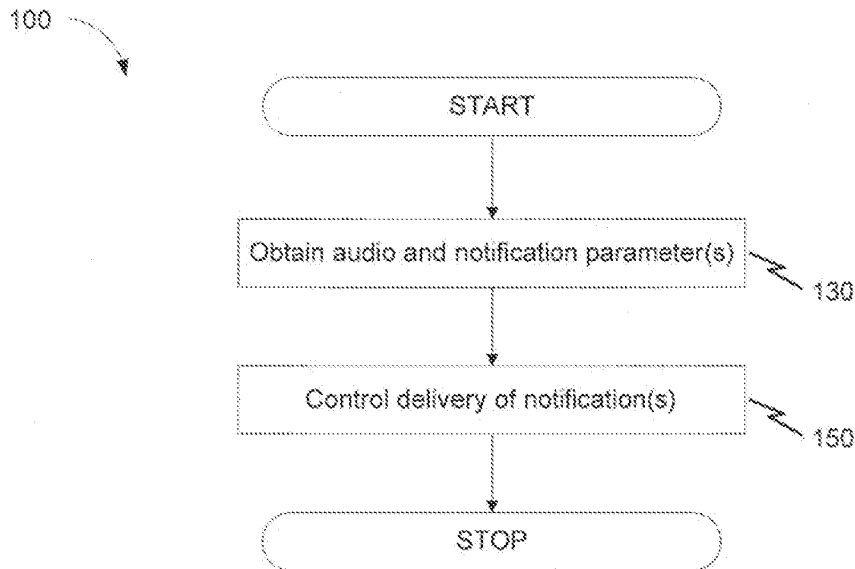 100
START
Obtain audio and notification parameter(s)
130
Control delivery of notification(s)
150
STOP